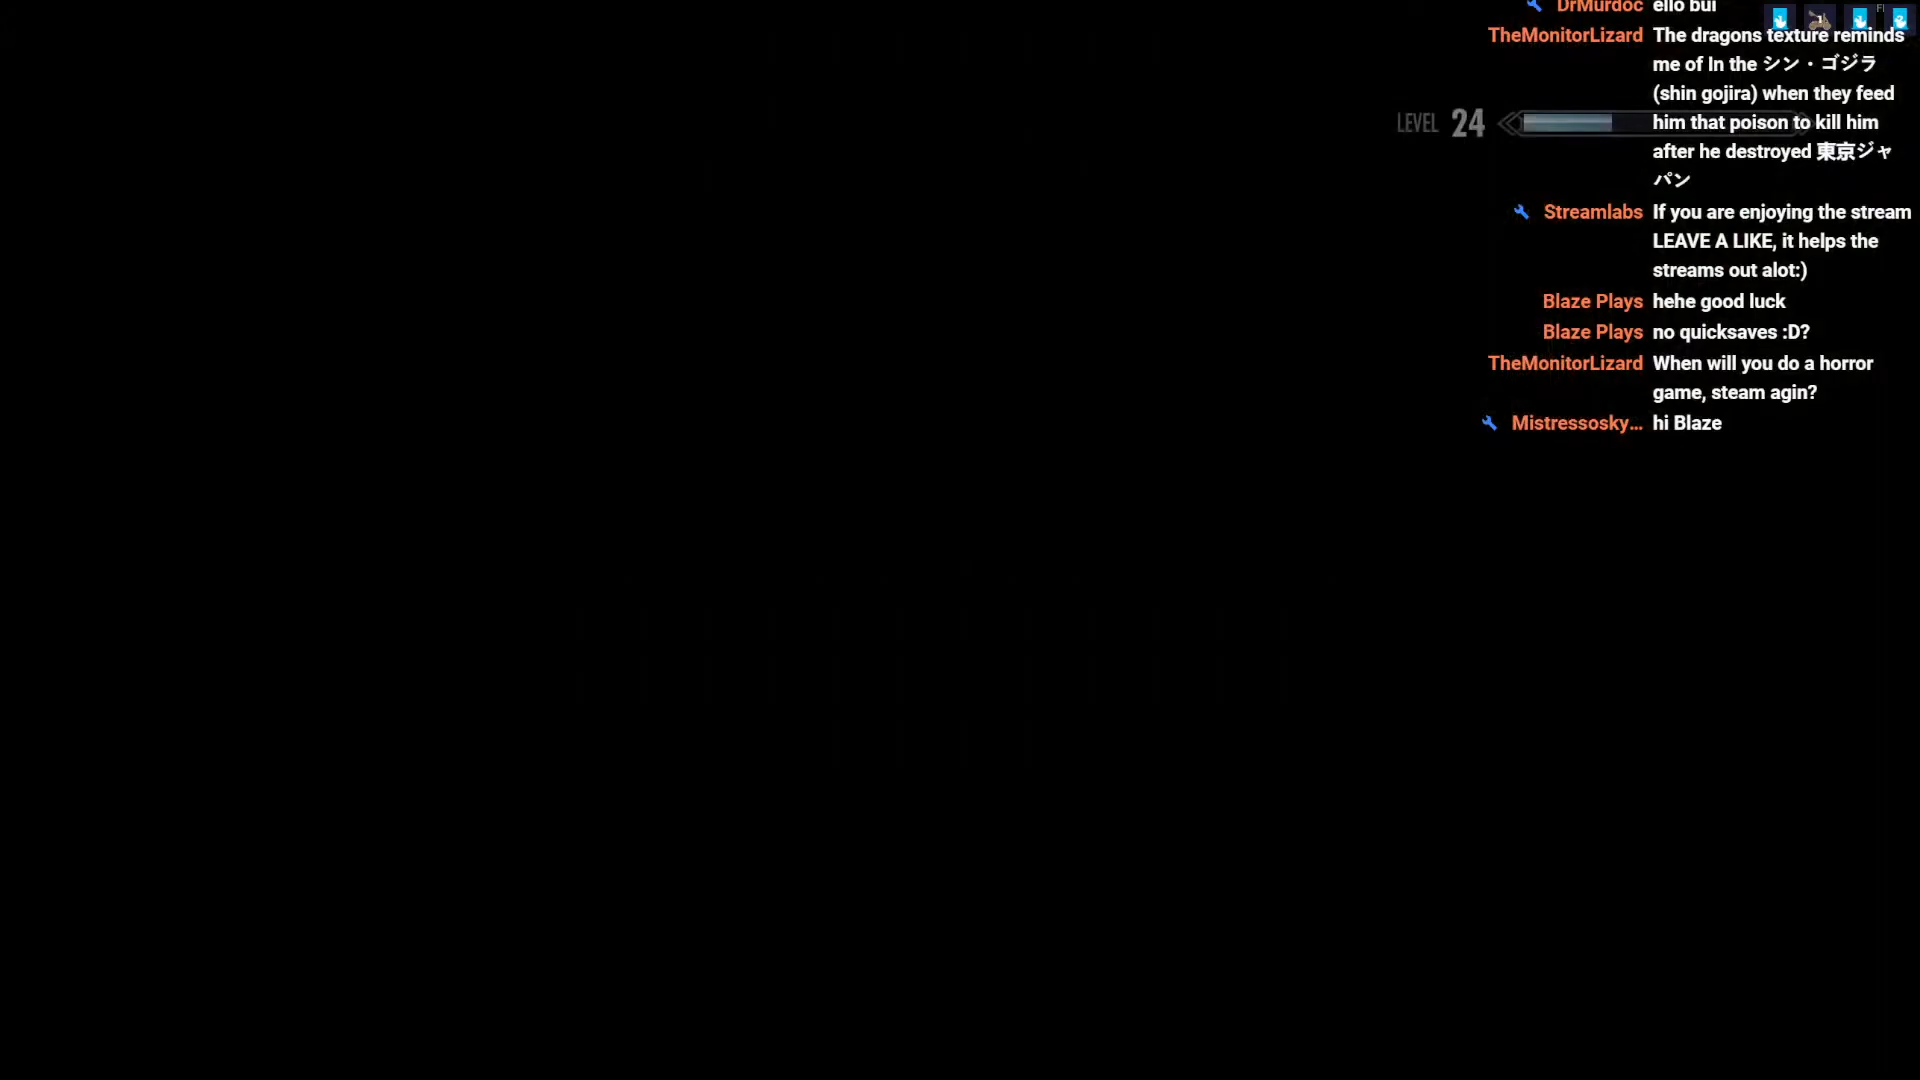 DrMurdoc ello bui
TheMonitorLizard The dragons texture reminds
me of In the シン・ゴジラ
(shin gojira) when they feed
LEVEL 24 him that poison to kill him
after he destroyed 東京ジャ
パン
Streamlabs If you are enjoying the stream
LEAVE A LIKE, it helps the
streams out alot:)
Blaze Plays hehe good luck
Blaze Plays no quicksaves :D?
TheMonitorLizard When will you do a horror
game, steam agin?
Mistressosky... hi Blaze